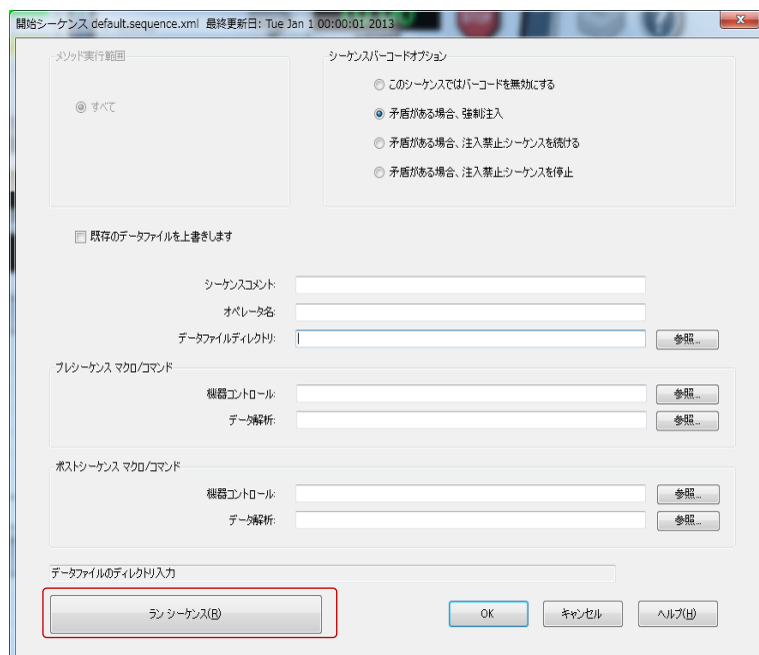 開始シーケンス default.sequence.xml 最終更新日: Tue Jan 1 00:00:01 2013
メソッド実行範囲
すべて
シーケンスバーコードオプション
このシーケンスではバーコードを無効にする
矛盾がある場合、強制注入
矛盾がある場合、注入禁止シーケンスを続ける
矛盾がある場合、注入禁止シーケンスを停止
既存のデータファイルを上書きします
シーケンスコメント:
オペレータ名:
データファイルディレクトリ: 参照...
プレシーケンス マクロ/コマンド
機器コントロール: 参照...
データ解析: 参照...
ポストシーケンス マクロ/コマンド
機器コントロール: 参照...
データ解析: 参照...
データファイルのディレクトリ入力
ラン シーケンス(R) OK キャンセル ヘルプ(H)